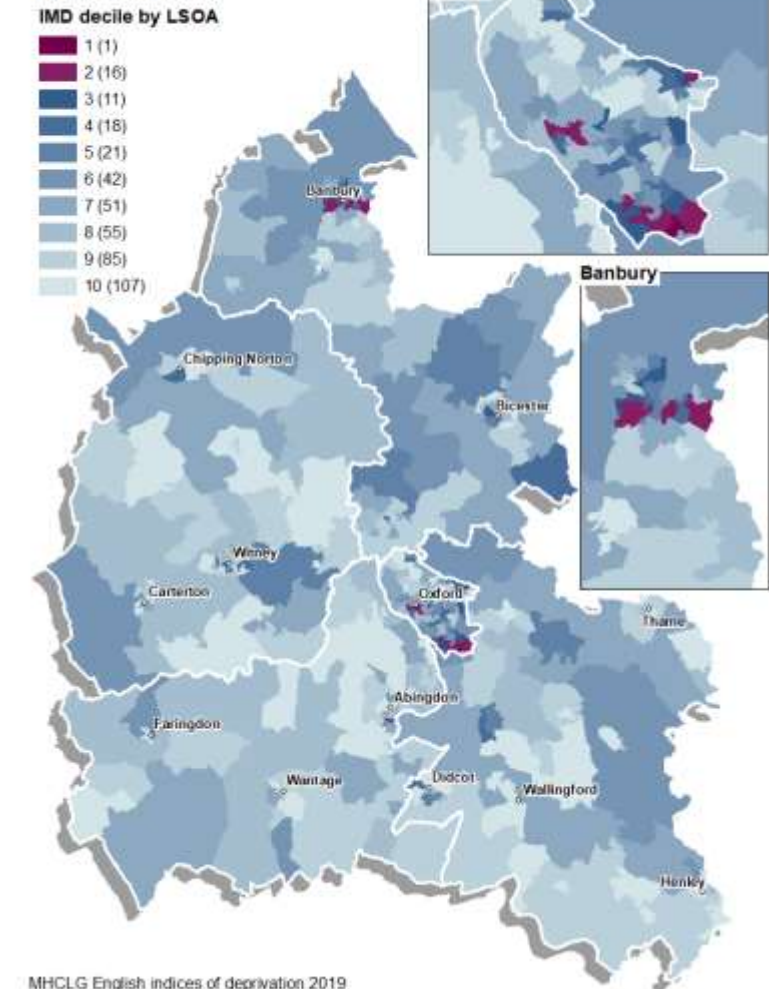 IMD decile by LSOA
1 (1)
2 (16)
3 (11)
4 (18)
5 (21)
6 (42)
7 (51)
8 (55)
9 (85)
10 (107)
Banbury
Banbury
Chipping Norton
Bicester
Witney
Carterton
Oxford
Thame
Abingdon
Faringdon
Wantage
Didcot
Wallingford
Henley
MHCLG English indices of deprivation 2019